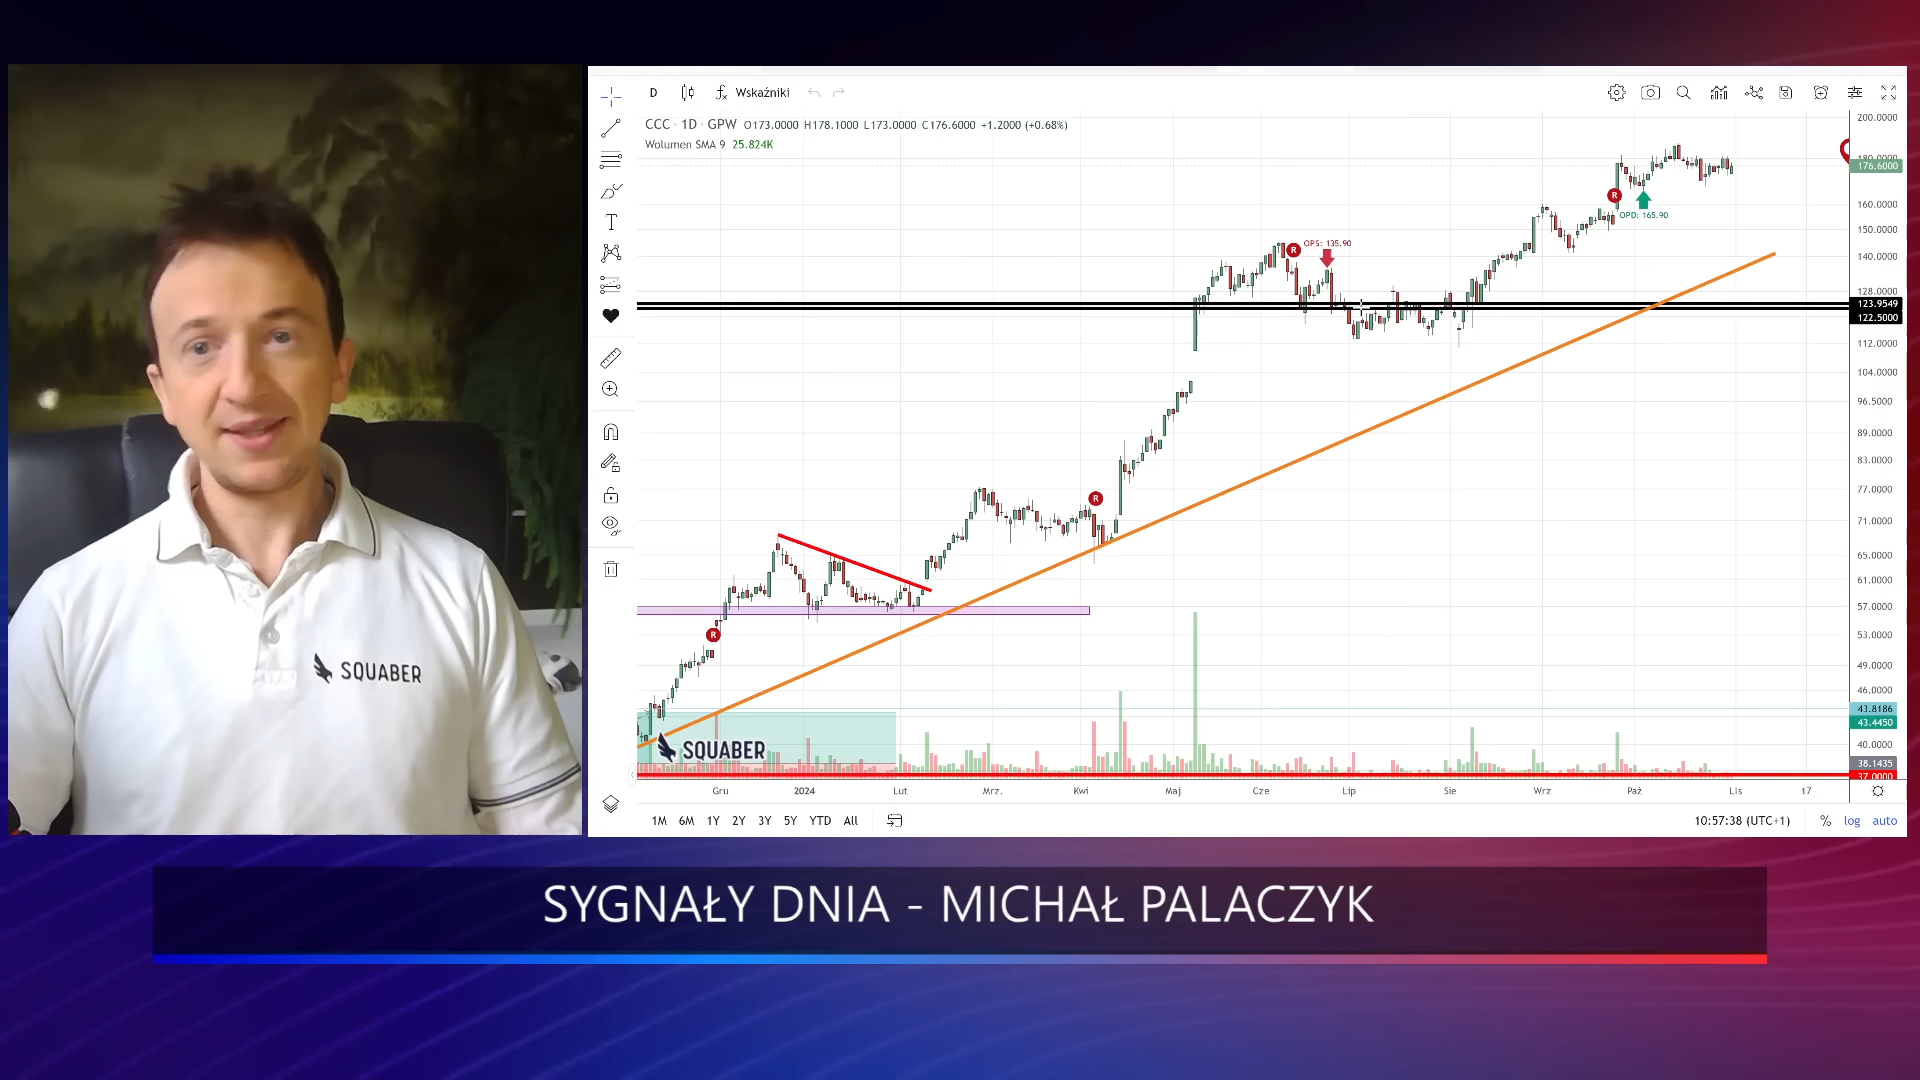 D
Wskaźniki
CCC · 1D · GPW O173.0000 H178.1000 L173.0000 C176.6000 +1.2000 (+0.68%)
Wolumen SMA 9 25.824K
R
OPS: 135.90
R
OPD: 165.90
R
R
200.0000
180.0000
176.6000
160.0000
150.0000
140.0000
128.0000
123.9549
122.5000
112.0000
104.0000
96.5000
89.0000
83.0000
77.0000
71.0000
65.0000
61.0000
57.0000
53.0000
49.0000
46.0000
43.8186
43.4450
40.0000
38.1435
37.0000
SQUABER
SQUABER
Gru 2024 Lut Mrz. Kwi Maj Cze Lip Sie Wrz Paź Lis 17
1M 6M 1Y 2Y 3Y 5Y YTD All
10:57:38 (UTC+1) % log auto
SYGNAŁY DNIA - MICHAŁ PALACZYK